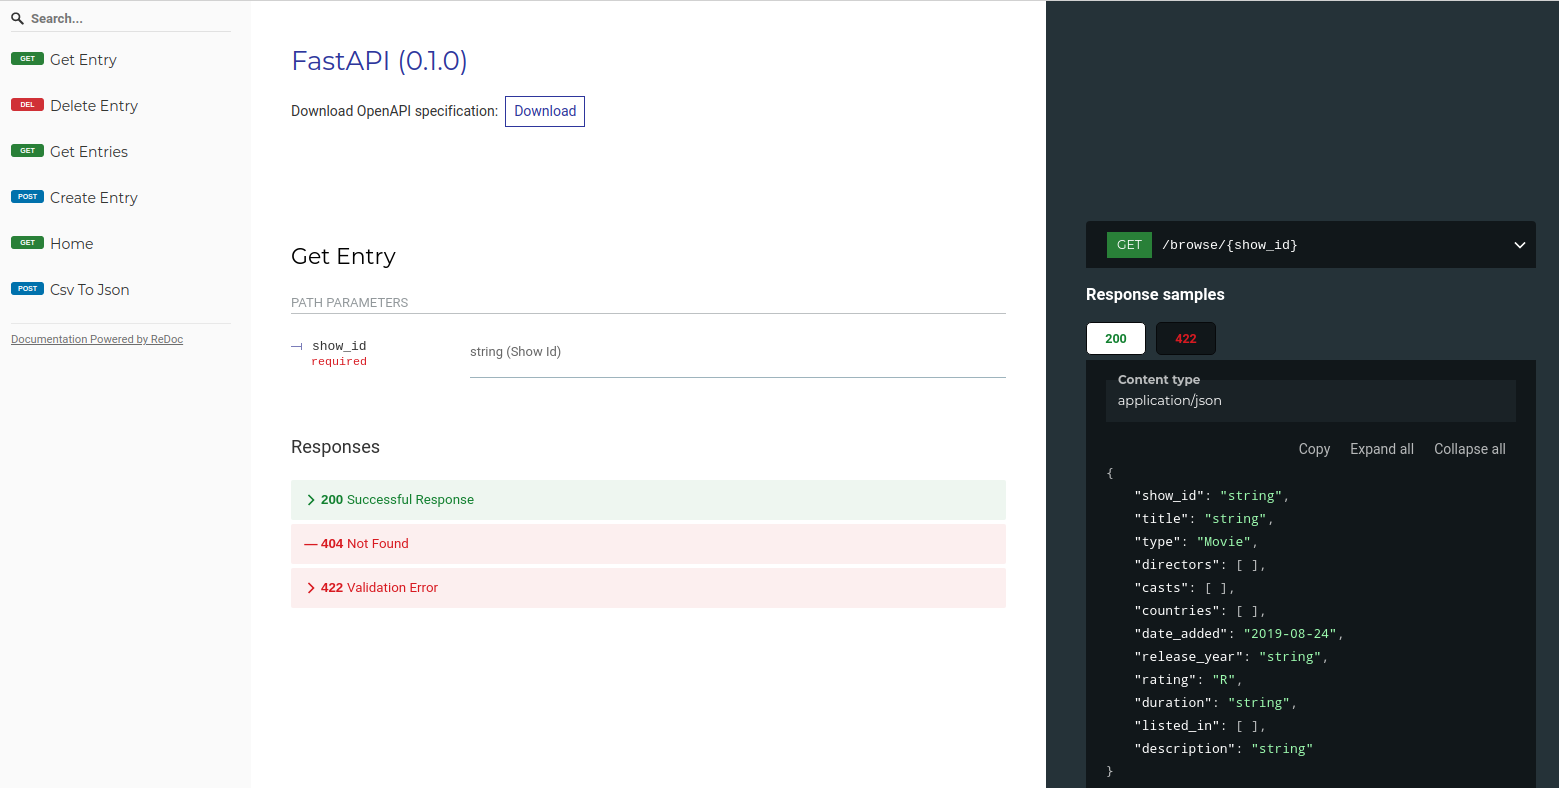 Search...
GET Get Entry
DEL Delete Entry
GET Get Entries
POST Create Entry
GET Home
POST Csv To Json
Documentation Powered by ReDoc
FastAPI (0.1.0)
Download OpenAPI specification: Download
Get Entry
PATH PARAMETERS
show_id
required
string (Show Id)
Responses
200 Successful Response
404 Not Found
422 Validation Error
GET /browse/{show_id}
Response samples
200 422
Content type
application/json
Copy Expand all Collapse all
{
"show_id": "string",
"title": "string",
"type": "Movie",
"directors": [ ],
"casts": [ ],
"countries": [ ],
"date_added": "2019-08-24",
"release_year": "string",
"rating": "R",
"duration": "string",
"listed_in": [ ],
"description": "string"
}